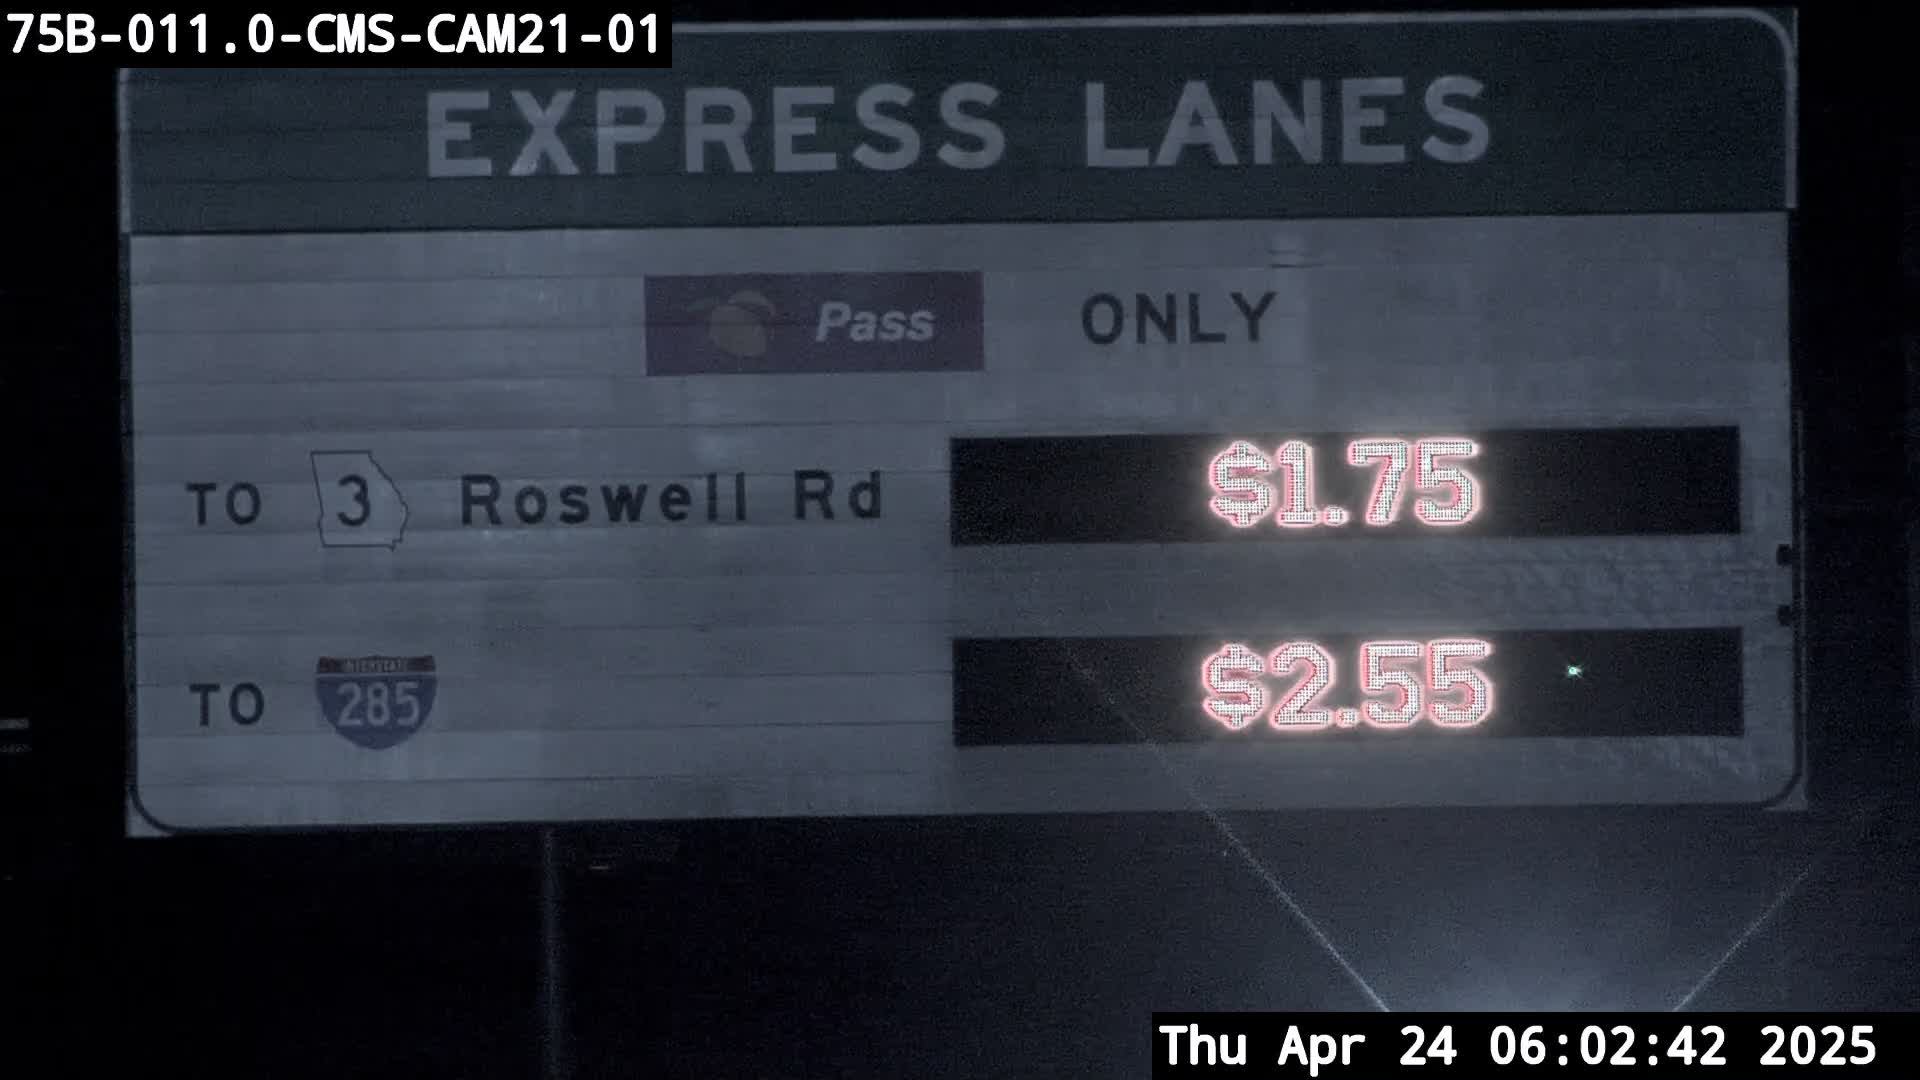 75B-011.0-CMS-CAM21-01
EXPRESS LANES
Pass ONLY
TO 3 Roswell Rd $1.75
INTERSTATE
TO 285 $2.55
Thu Apr 24 06:02:42 2025